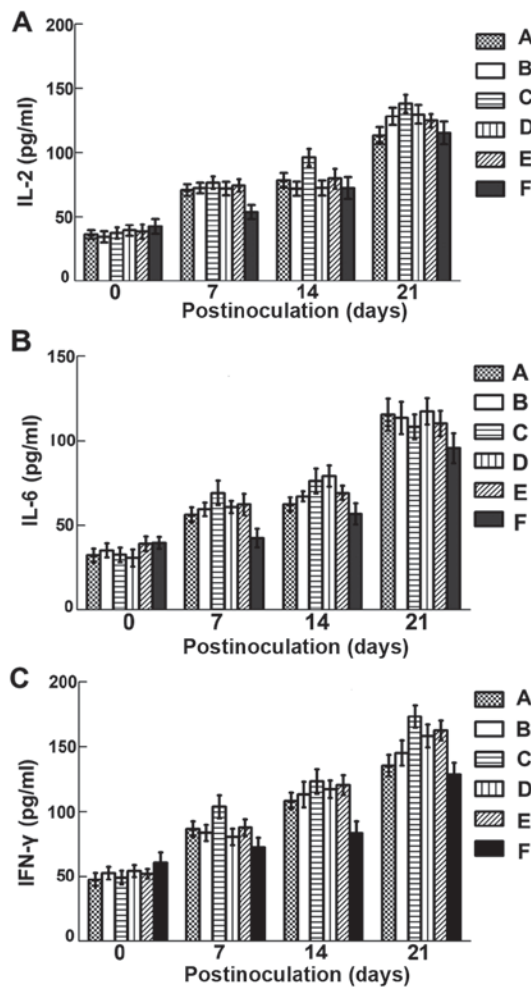 A
IL-2 (pg/ml)
200
150
100
50
0
0 7 14 21
Postinoculation (days)
A
B
C
D
E
F
B
IL-6 (pg/ml)
150
100
50
0
0 7 14 21
Postinoculation (days)
A
B
C
D
E
F
C
IFN-γ (pg/ml)
200
150
100
50
0
0 7 14 21
Postinoculation (days)
A
B
C
D
E
F